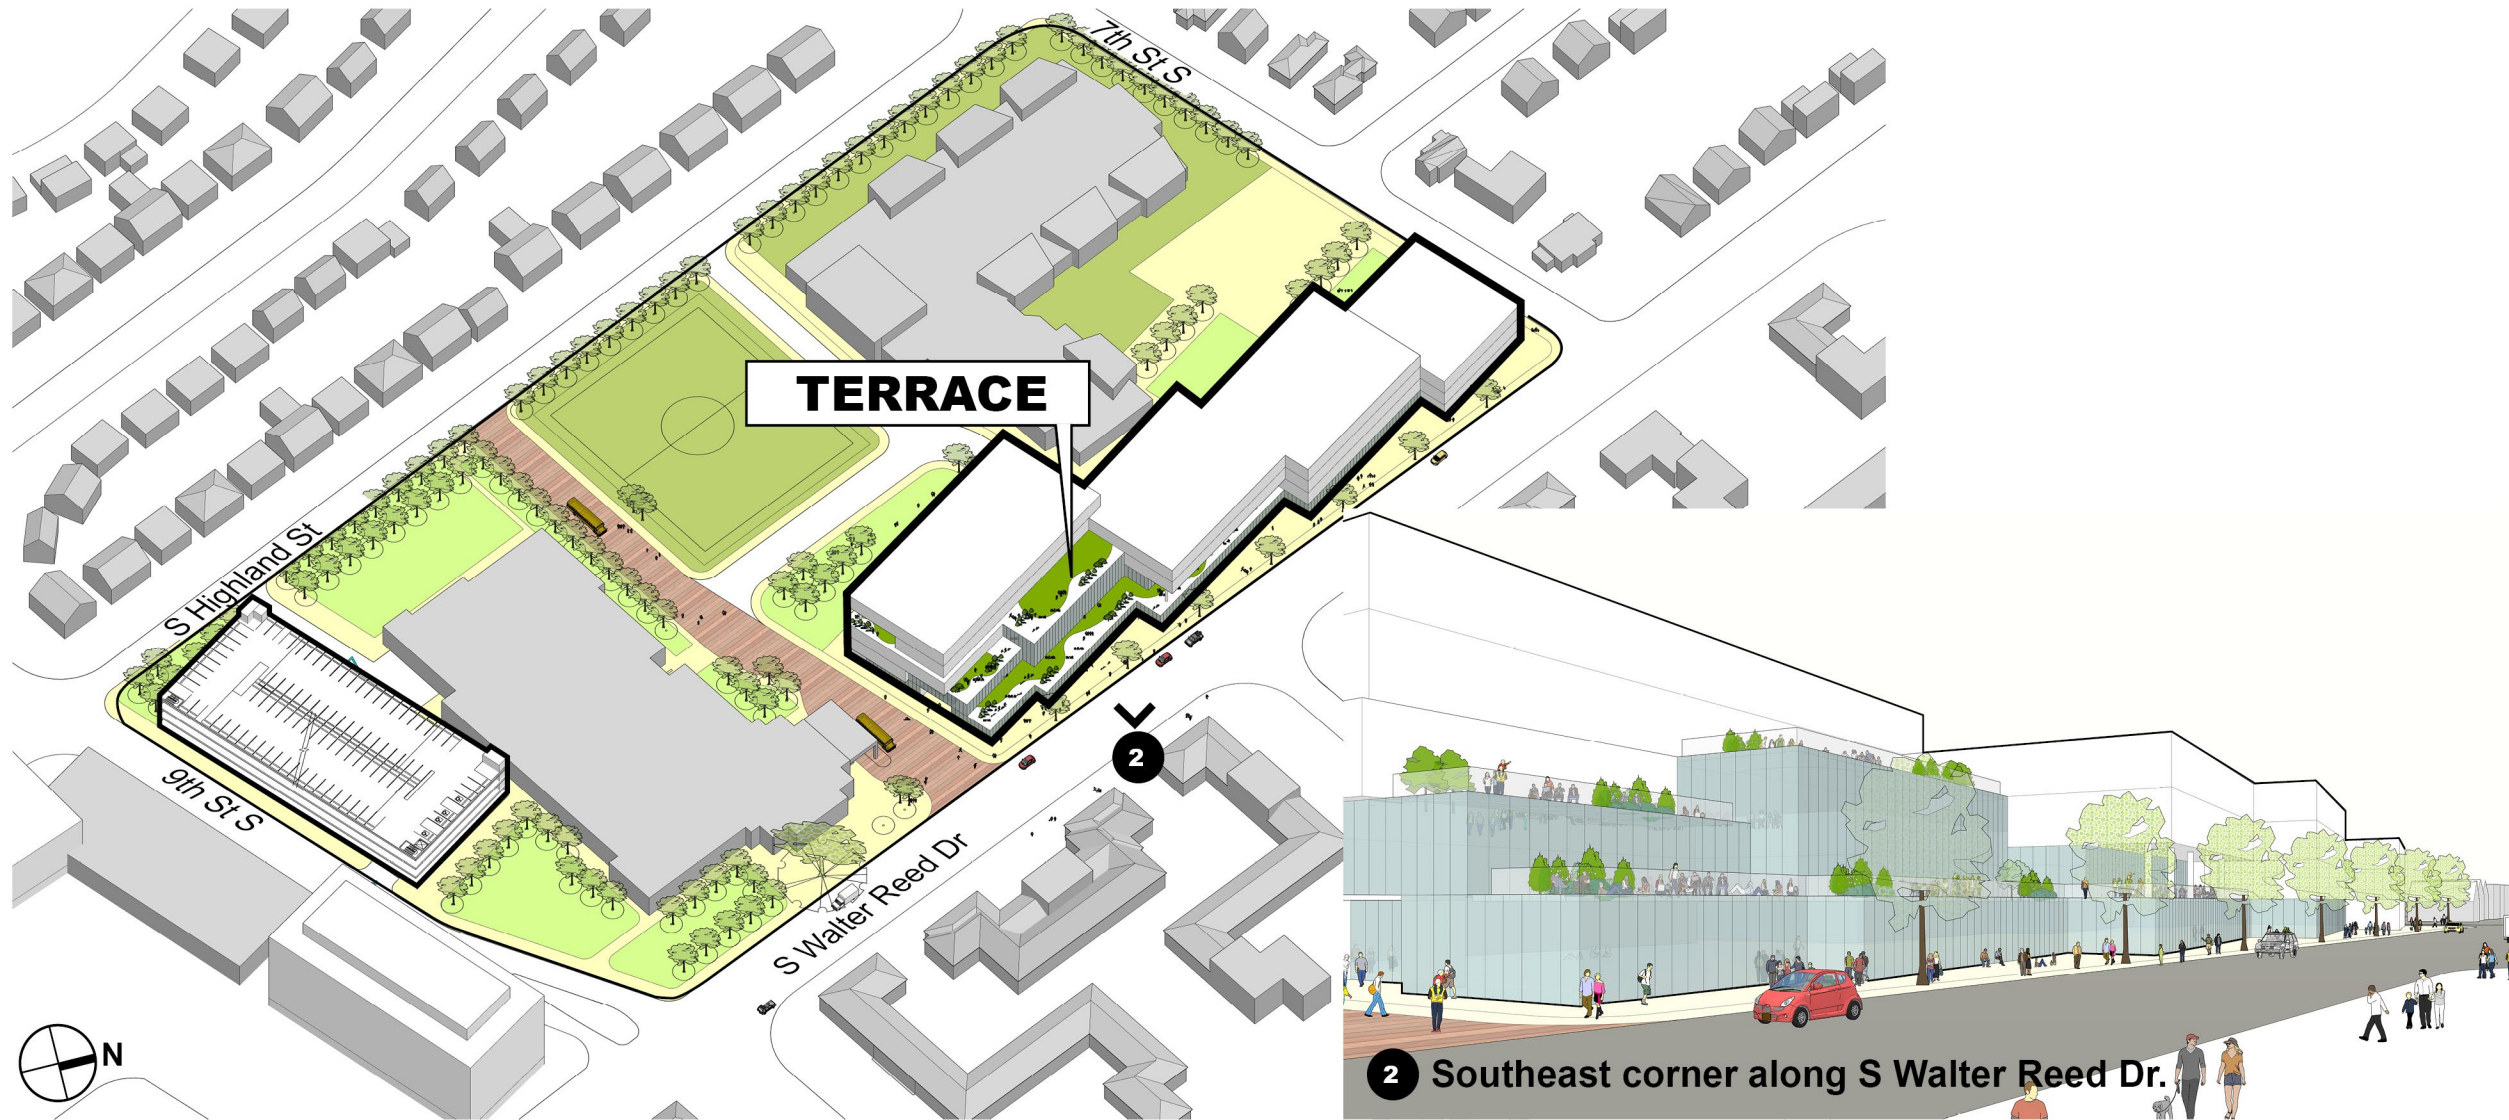 7th St S
TERRACE
S Highland St
9th St S
S Walter Reed Dr
2
N
2 Southeast corner along S Walter Reed Dr.